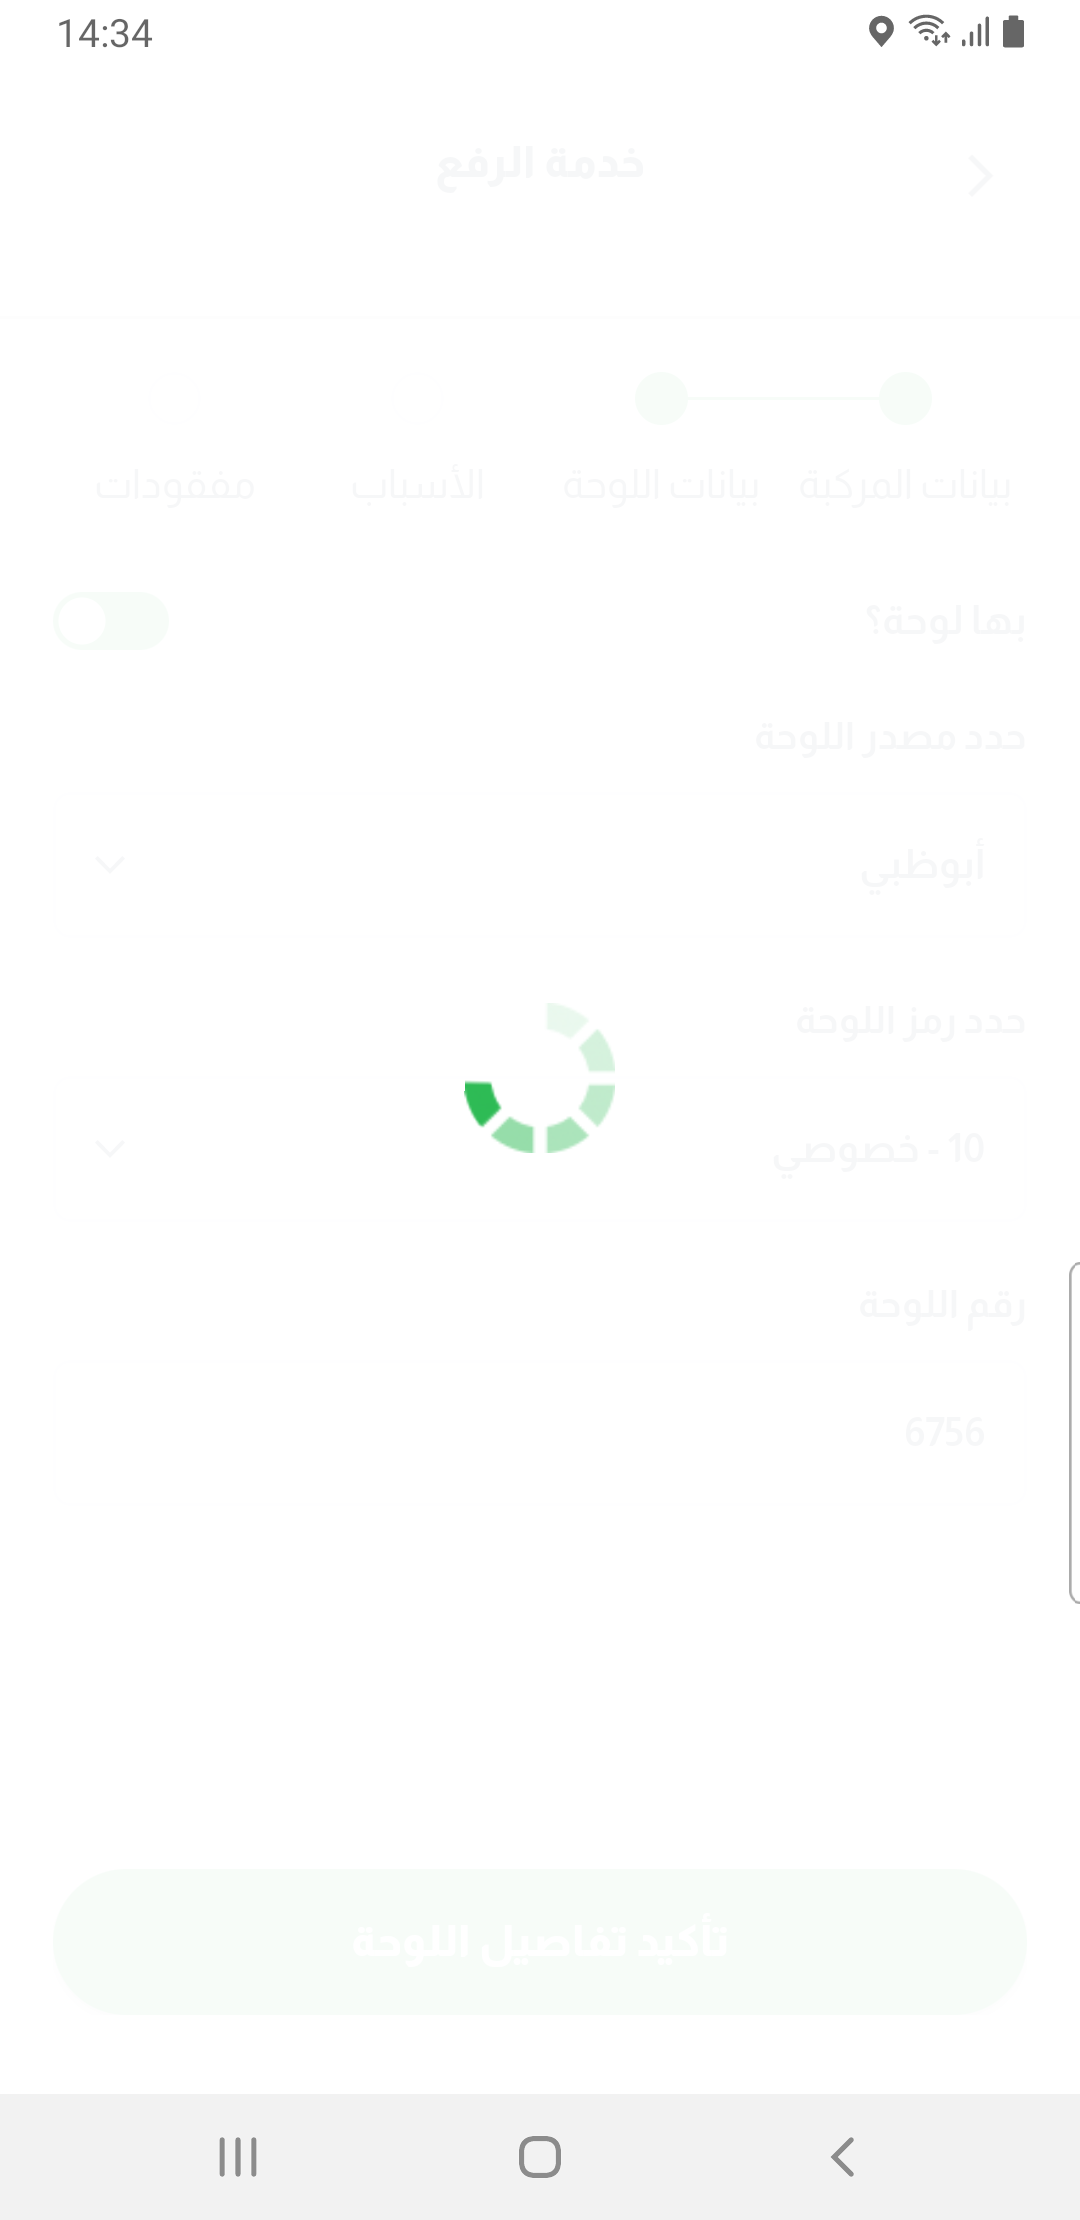 14:34
خدمة الرفع
بيانات المركبة
بيانات اللوحة
الأسباب
مفقودات
بها لوحة؟
حدد مصدر اللوحة
أبوظبي
حدد رمز اللوحة
10 - خصوصي
رقم اللوحة
6756
تأكيد تفاصيل اللوحة